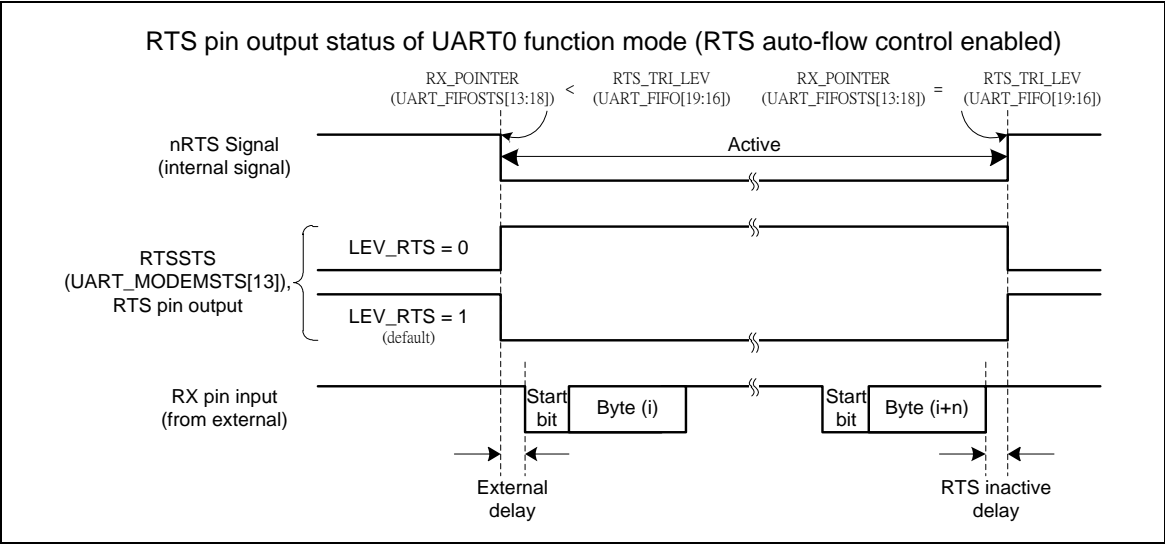 RTS pin output status of UART0 function mode (RTS auto-flow control enabled)
RX_POINTER
(UART_FIFOSTS[13:18])
<
RTS_TRI_LEV
(UART_FIFO[19:16])
RX_POINTER
(UART_FIFOSTS[13:18])
=
RTS_TRI_LEV
(UART_FIFO[19:16])
nRTS Signal
(internal signal)
Active
RTSSTS
(UART_MODEMSTS[13]),
RTS pin output
LEV_RTS = 0
LEV_RTS = 1
(default)
RX pin input
(from external)
Start
bit
Byte (i)
Start
bit
Byte (i+n)
External
delay
RTS inactive
delay